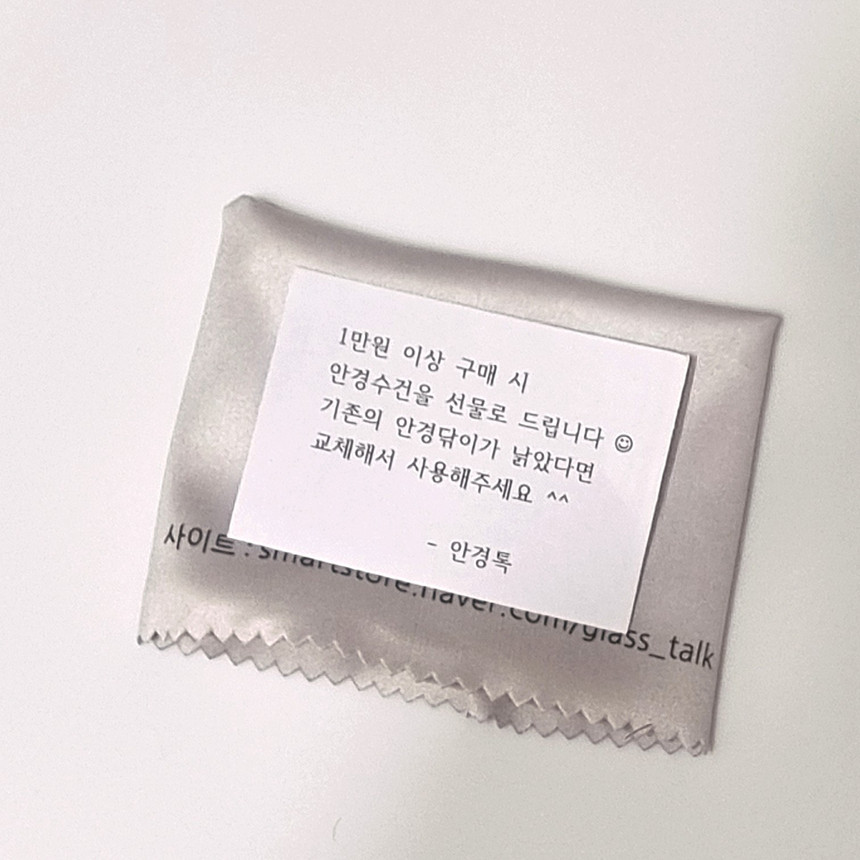 1만원 이상 구매 시
안경수건을 선물로 드립니다 ☺
기존의 안경닦이가 낡았다면
교체해서 사용해주세요 ^^
- 안경톡
사이트 : smartstore.naver.com/glass_talk